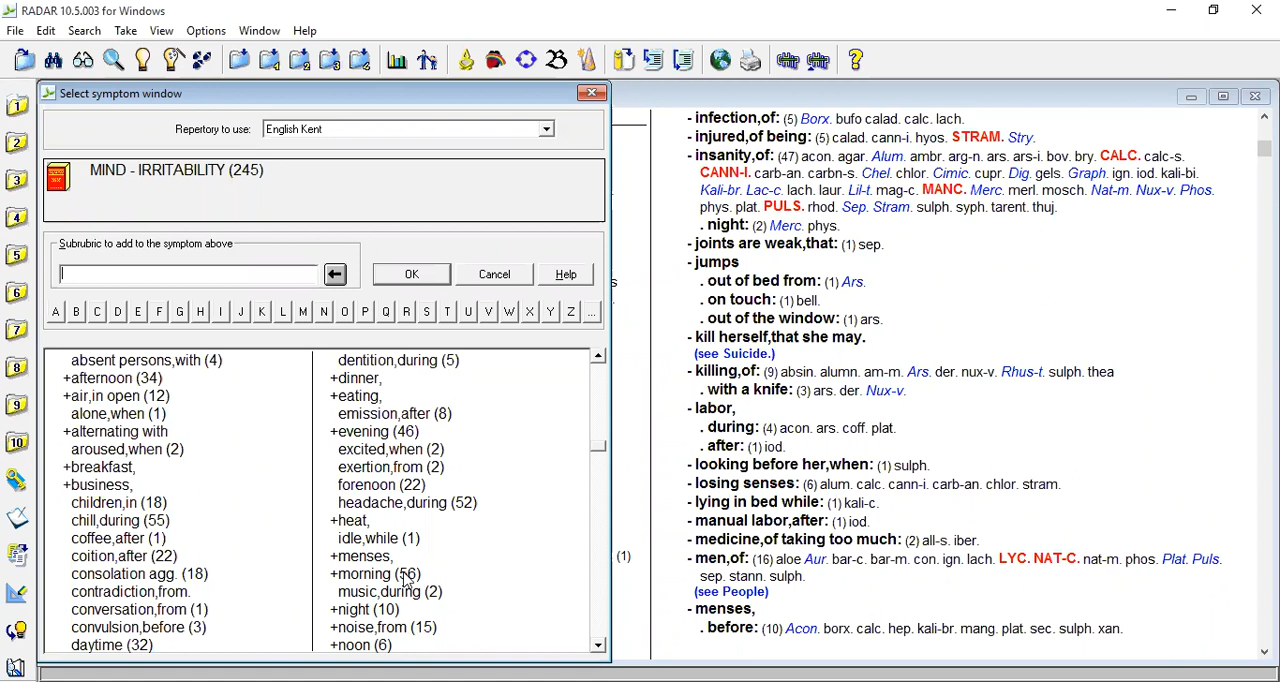 RADAR 10.5.003 for Windows
File Edit Search Take View Options Window Help
Select symptom window
Repertory to use: English Kent
MIND - IRRITABILITY (245)
Subrubric to add to the symptom above
OK Cancel Help
A B C D E F G H I J K L M N O P Q R S T U V W X Y Z ...
absent persons,with (4)
+afternoon (34)
+air,in open (12)
alone,when (1)
+alternating with
aroused,when (2)
+breakfast,
+business,
children,in (18)
chill,during (55)
coffee,after (1)
coition,after (22)
consolation agg. (18)
contradiction,from.
conversation,from (1)
convulsion,before (3)
daytime (32)
dentition,during (5)
+dinner,
+eating,
emission,after (8)
+evening (46)
excited,when (2)
exertion,from (2)
forenoon (22)
headache,during (52)
+heat,
idle,while (1)
+menses,
+morning (56)
music,during (2)
+night (10)
+noise,from (15)
+noon (6)
(1)
- infection,of: (5) Borx. bufo calad. calc. lach.
- injured,of being: (5) calad. cann-i. hyos. STRAM. Stry.
- insanity,of: (47) acon. agar. Alum. ambr. arg-n. ars. ars-i. bov. bry. CALC. calc-s.
CANN-I. carb-an. carbn-s. Chel. chlor. Cimic. cupr. Dig. gels. Graph. ign. iod. kali-bi.
Kali-br. Lac-c. lach. laur. Lil-t. mag-c. MANC. Merc. merl. mosch. Nat-m. Nux-v. Phos.
phys. plat. PULS. rhod. Sep. Stram. sulph. syph. tarent. thuj.
. night: (2) Merc. phys.
- joints are weak,that: (1) sep.
- jumps
. out of bed from: (1) Ars.
. on touch: (1) bell.
. out of the window: (1) ars.
- kill herself,that she may.
(see Suicide.)
- killing,of: (9) absin. alumn. am-m. Ars. der. nux-v. Rhus-t. sulph. thea
. with a knife: (3) ars. der. Nux-v.
- labor,
. during: (4) acon. ars. coff. plat.
. after: (1) iod.
- looking before her,when: (1) sulph.
- losing senses: (6) alum. calc. cann-i. carb-an. chlor. stram.
- lying in bed while: (1) kali-c.
- manual labor,after: (1) iod.
- medicine,of taking too much: (2) all-s. iber.
- men,of: (16) aloe Aur. bar-c. bar-m. con. ign. lach. LYC. NAT-C. nat-m. phos. Plat. Puls.
sep. stann. sulph.
(see People)
- menses,
. before: (10) Acon. borx. calc. hep. kali-br. mang. plat. sec. sulph. xan.
1
2
3
4
5
6
7
8
9
10